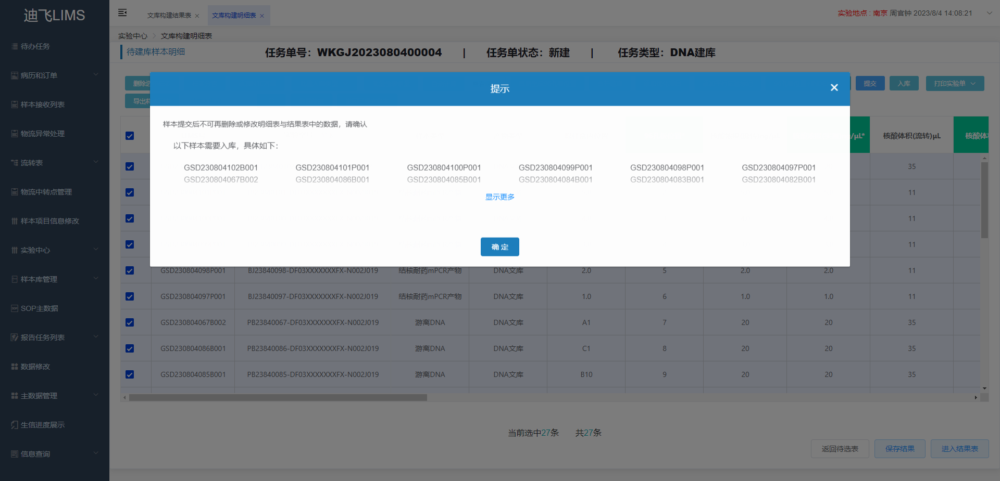 迪飞LIMS
待办任务
病历和订单
样本接收列表
物流异常处理
流转表
物流中转点管理
样本项目信息修改
实验中心
样本库管理
SOP主数据
报告任务列表
数据修改
主数据管理
生信进度展示
信息查询
文库构建结果表
文库构建明细表
实验地点 : 南京 周官钟 2023/8/4 14:08:21
实验中心 文库构建明细表
待建库样本明细
任务单号：WKGJ2023080400004 | 任务单状态：新建 | 任务类型：DNA建库
提交 入库 打印实验单
提示
样本提交后不可再删除或修改明细表与结果表中的数据，请确认
以下样本需要入库，具体如下：
GSD230804102B001 GSD230804101P001 GSD230804100P001 GSD230804099P001 GSD230804098P001 GSD230804097P001
GSD230804067B002 GSD230804086B001 GSD230804085B001 GSD230804084B001 GSD230804083B001 GSD230804082B001
显示更多
确 定
/μL* 核酸体积(流转)μL 核酸体
35
11
11
11
GSD230804098P001 BJ23840098-DF03XXXXXXXFX-N002J019 结核耐药mPCR产物 DNA文库 2.0 5 2.0 2.0 11
GSD230804097P001 BJ23840097-DF03XXXXXXXFX-N002J019 结核耐药mPCR产物 DNA文库 1.0 6 1.0 1.0 11
GSD230804067B002 PB23840067-DF03XXXXXXXFX-N002J019 游离DNA DNA文库 A1 7 20 20 35
GSD230804086B001 PB23840086-DF03XXXXXXXFX-N002J019 游离DNA DNA文库 C1 8 20 20 35
GSD230804085B001 PB23840085-DF03XXXXXXXFX-N002J019 游离DNA DNA文库 B10 9 20 20 35
当前选中27条 共27条
返回待选表 保存结果 进入结果表